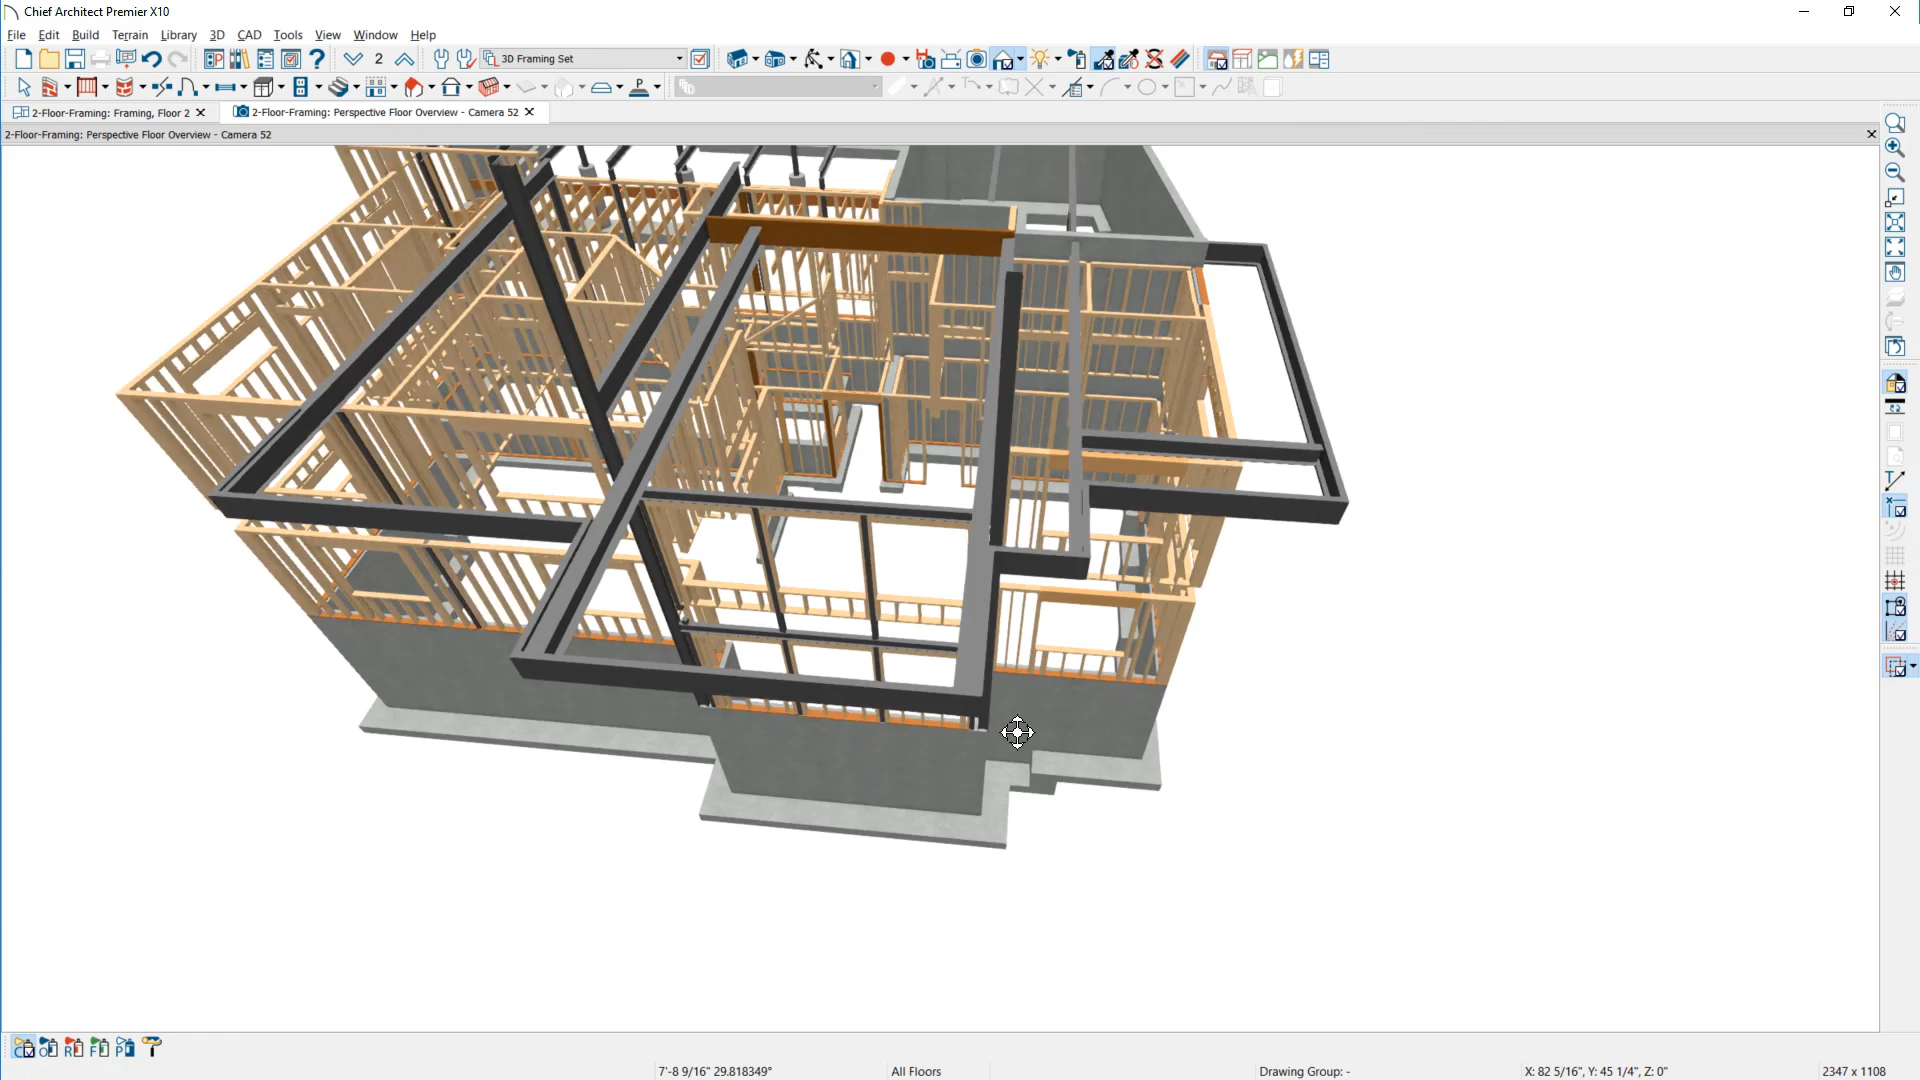 Chief Architect Premier X10
File Edit Build Terrain Library 3D CAD Tools View Window Help
2 3D Framing Set
2-Floor-Framing: Framing, Floor 2 2-Floor-Framing: Perspective Floor Overview - Camera 52
2-Floor-Framing: Perspective Floor Overview - Camera 52
7'-8 9/16" 29.818349° All Floors Drawing Group: - X: 82 5/16", Y: 45 1/4", Z: 0" 2347 x 1108